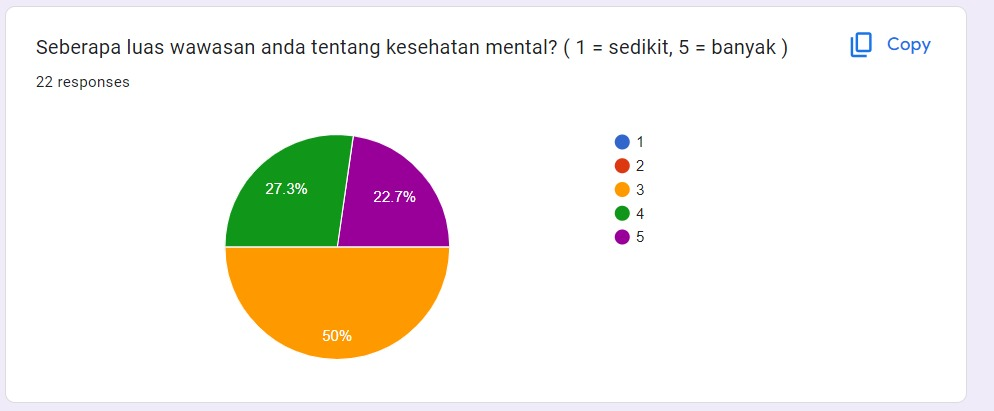 Seberapa luas wawasan anda tentang kesehatan mental? ( 1 = sedikit, 5 = banyak )
Copy
22 responses
27.3%
22.7%
50%
1
2
3
4
5